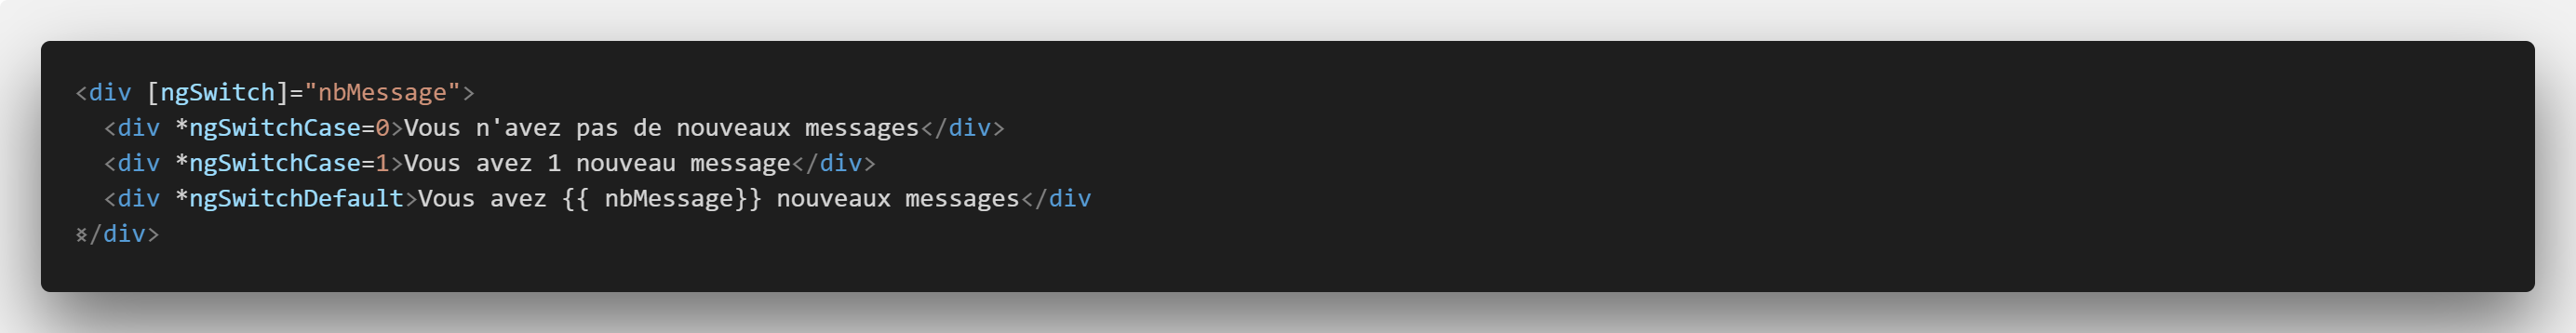 <div [ngSwitch]="nbMessage">
<div *ngSwitchCase=0>Vous n'avez pas de nouveaux messages</div>
<div *ngSwitchCase=1>Vous avez 1 nouveau message</div>
<div *ngSwitchDefault>Vous avez {{ nbMessage}} nouveaux messages</div
></div>